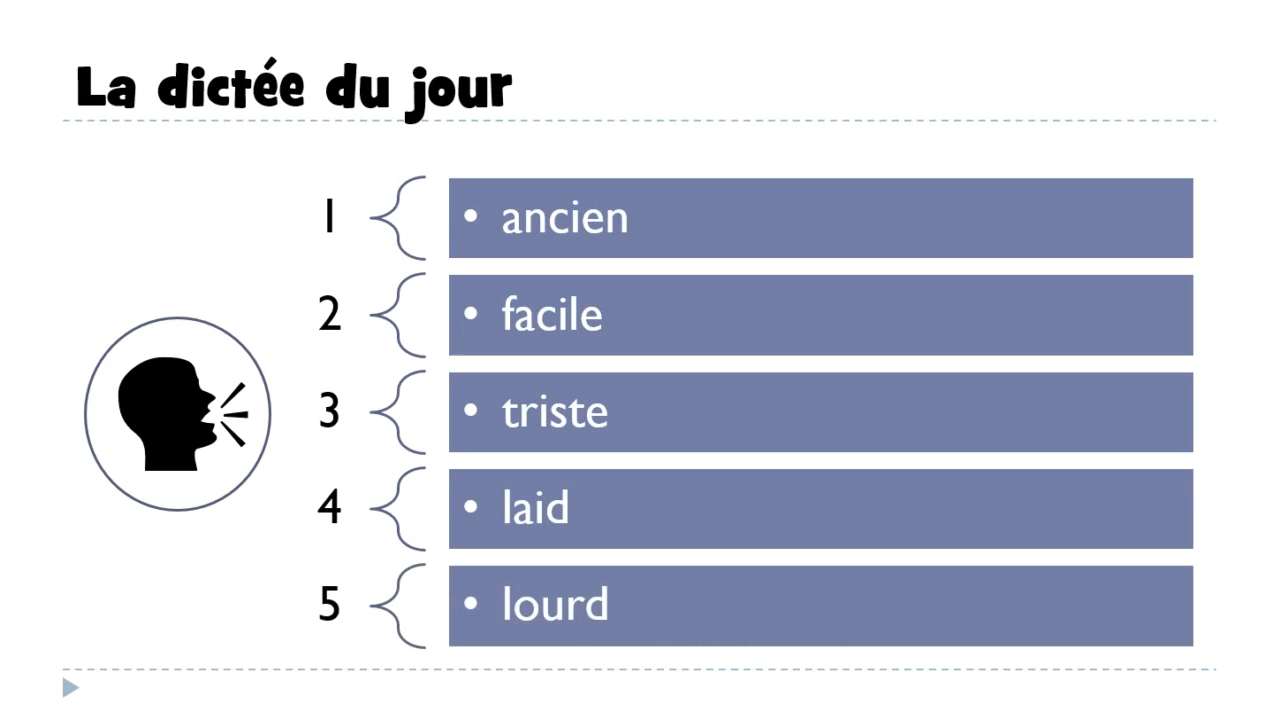 La dictée du jour
1
• ancien
2
• facile
3
• triste
4
• laid
5
• lourd